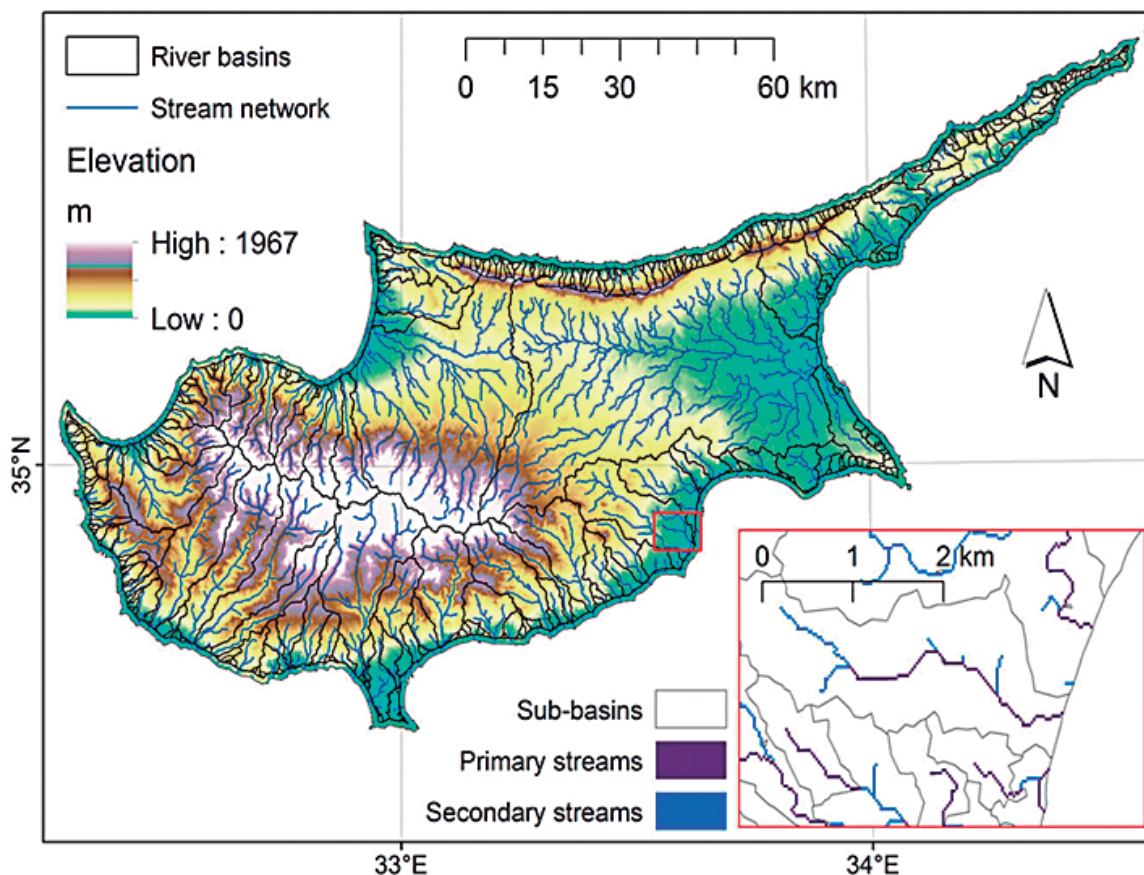 River basins
Stream network
Elevation
m
High : 1967
Low : 0
0 15 30 60 km
N
35°N
0 1 2 km
Sub-basins
Primary streams
Secondary streams
33°E
34°E